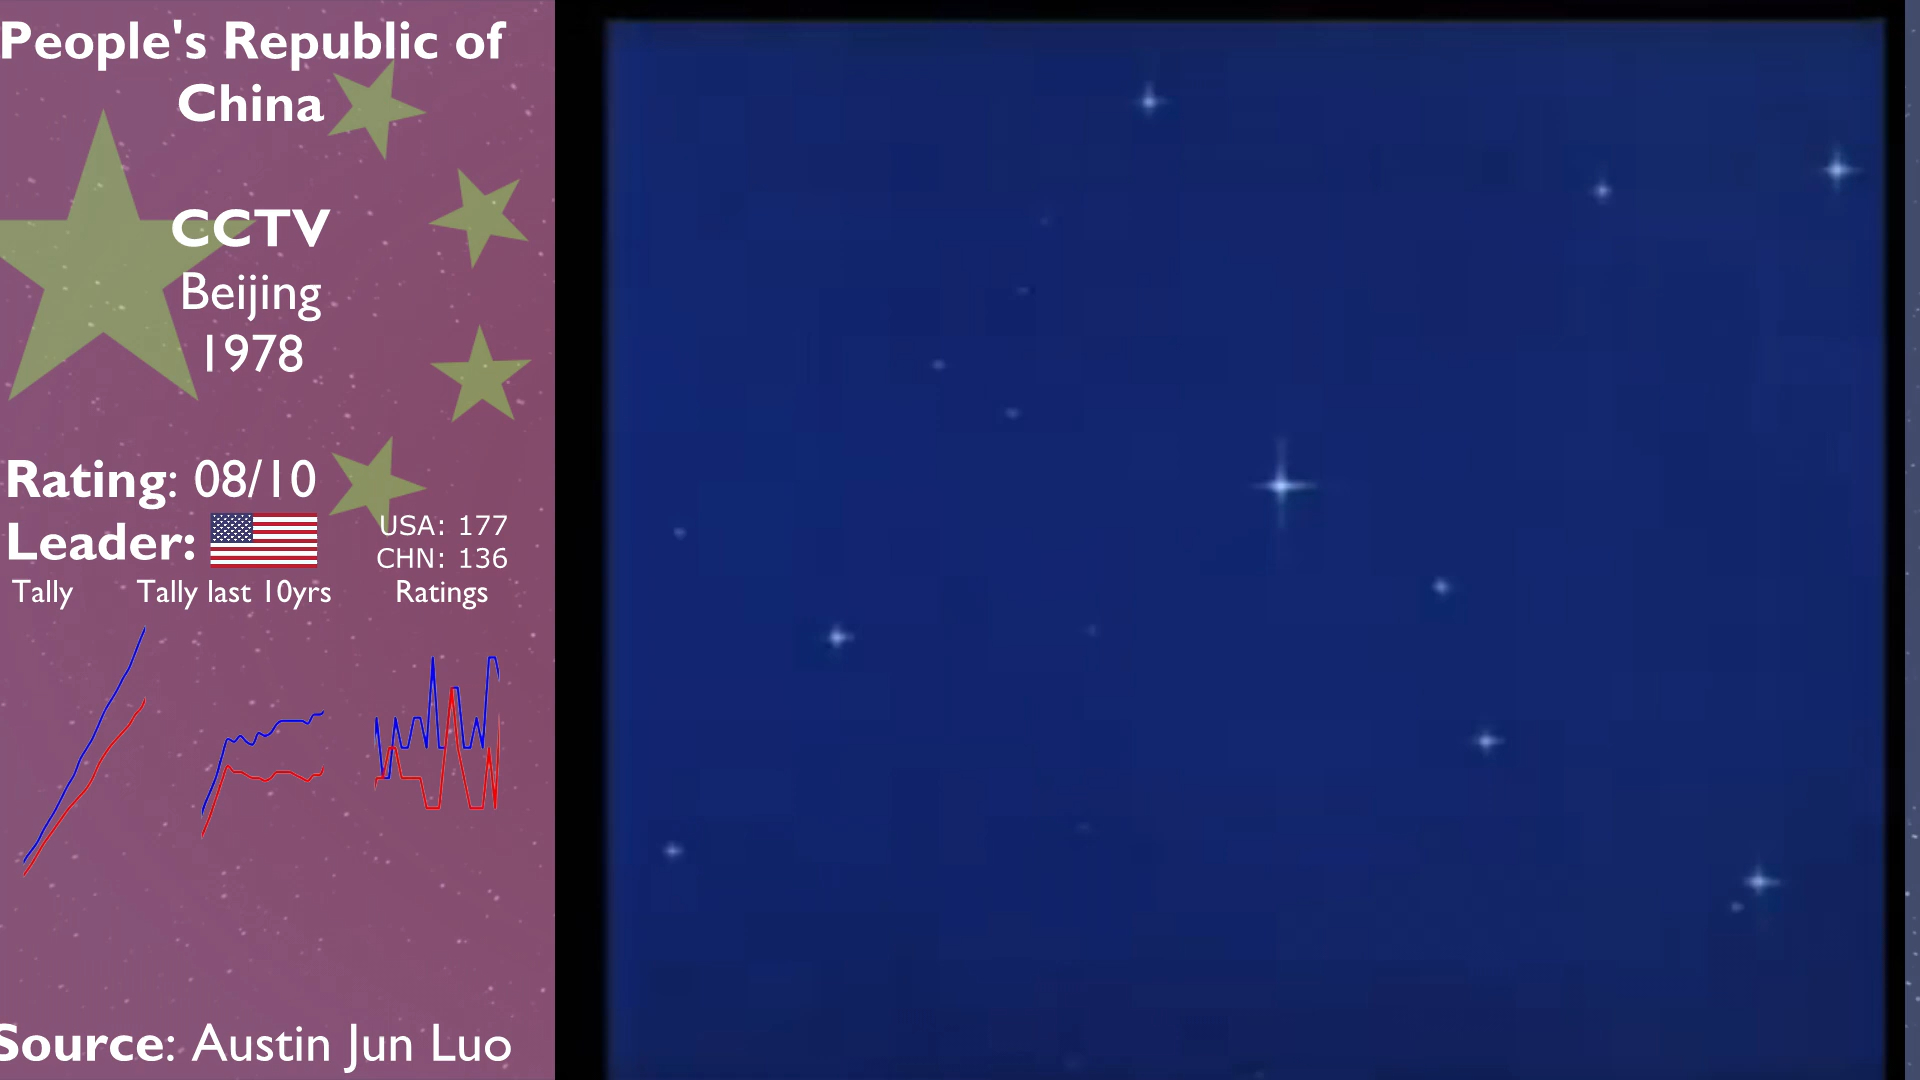 People's Republic of
China
CCTV
Beijing
1978
Rating: 08/10
Leader:
USA: 177
CHN: 136
Tally
Tally last 10yrs
Ratings
Source: Austin Jun Luo